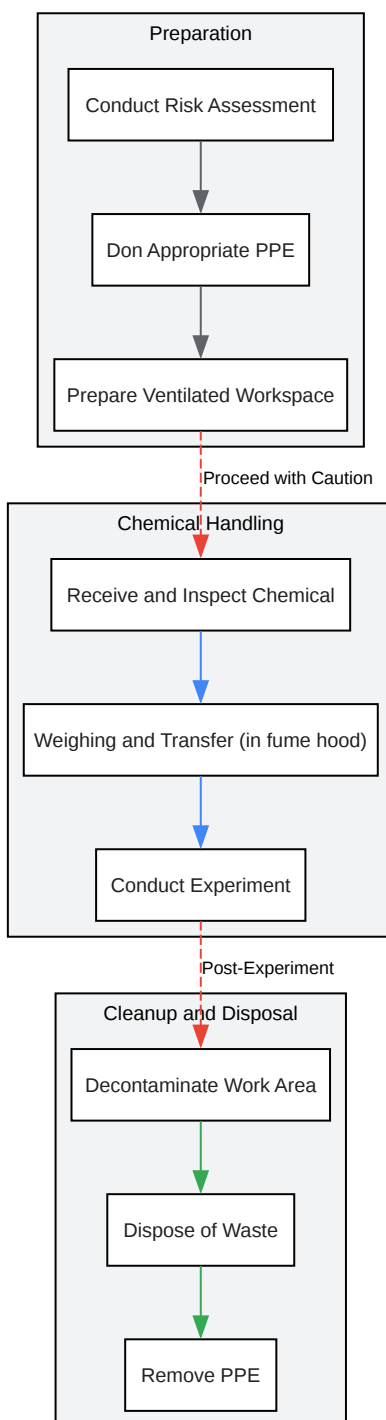 Preparation
Conduct Risk Assessment
Don Appropriate PPE
Prepare Ventilated Workspace
Proceed with Caution
Chemical Handling
Receive and Inspect Chemical
Weighing and Transfer (in fume hood)
Conduct Experiment
Post-Experiment
Cleanup and Disposal
Decontaminate Work Area
Dispose of Waste
Remove PPE